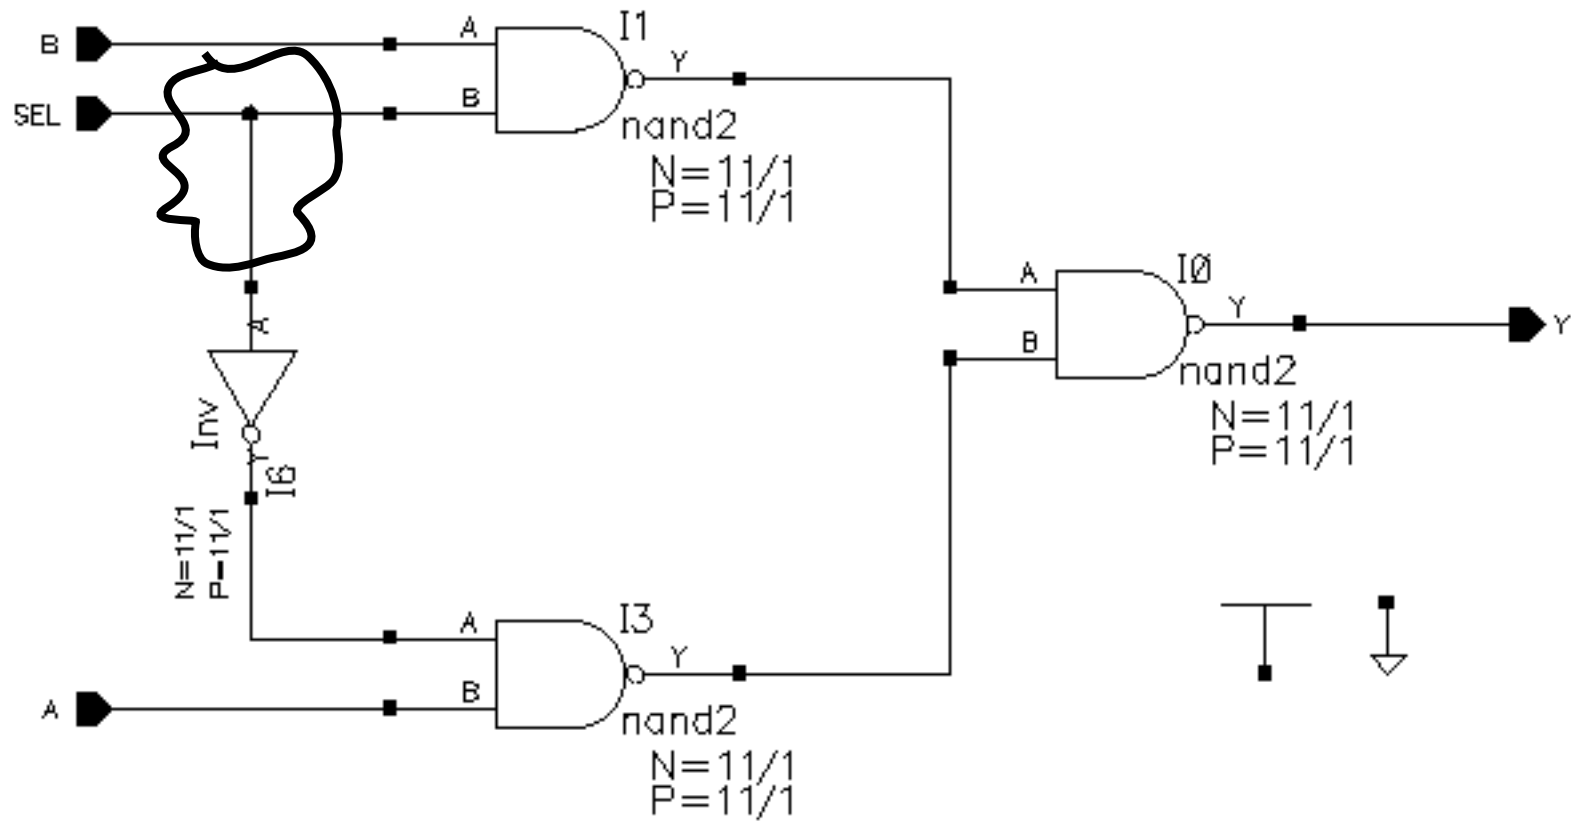 B
SEL
A
B
I1
Y
nand2
N=11/1
P=11/1
A
Inv
Y
I6
N=11/1
P=11/1
A
B
I0
Y
nand2
N=11/1
P=11/1
Y
A
A
B
I3
Y
nand2
N=11/1
P=11/1